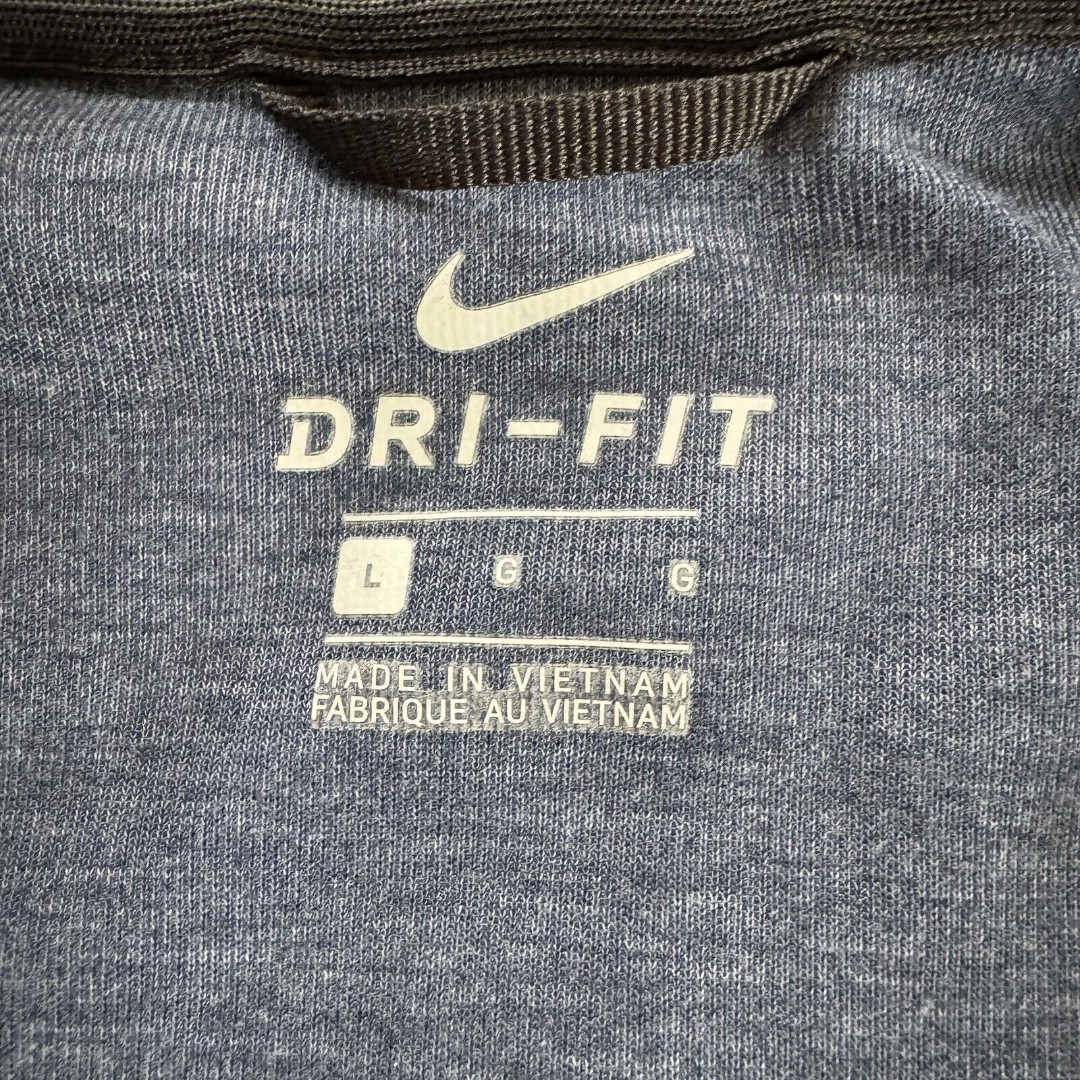 DRI-FIT
L G G
MADE IN VIETNAM
FABRIQUE AU VIETNAM